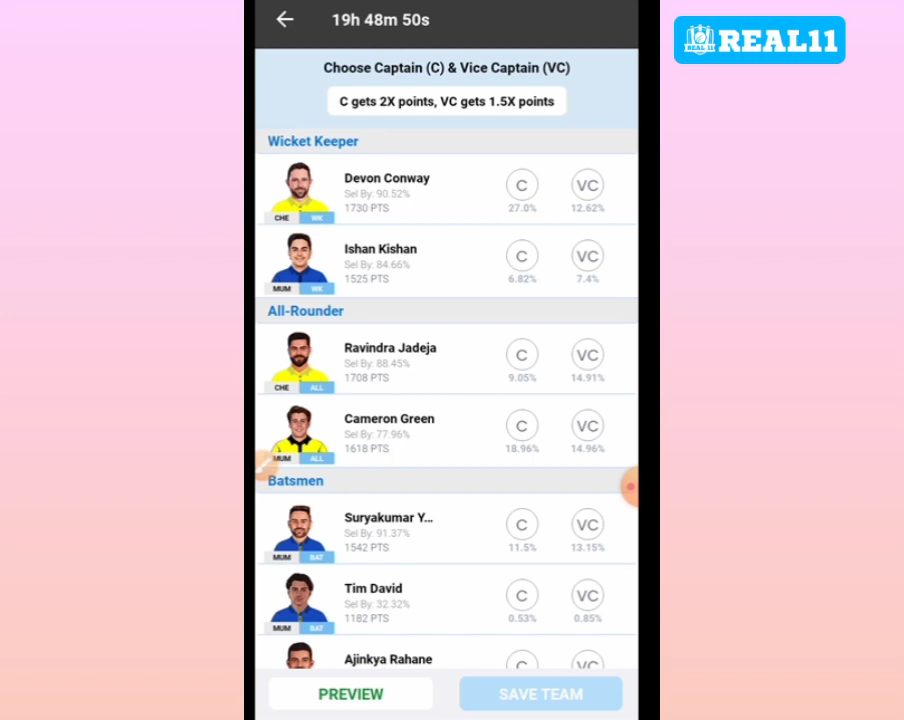 19h 48m 50s
REAL 11
REAL11
Choose Captain (C) & Vice Captain (VC)
C gets 2X points, VC gets 1.5X points
Wicket Keeper
Devon Conway
Sel By: 90.52%
1730 PTS
CHE WK
C VC
27.0% 12.62%
Ishan Kishan
Sel By: 84.66%
1525 PTS
MUM WK
C VC
6.82% 7.4%
All-Rounder
Ravindra Jadeja
Sel By: 88.45%
1708 PTS
CHE ALL
C VC
9.05% 14.91%
Cameron Green
Sel By: 77.96%
1618 PTS
MUM ALL
C VC
18.96% 14.96%
Batsmen
Suryakumar Y...
Sel By: 91.37%
1542 PTS
MUM BAT
C VC
11.5% 13.15%
Tim David
Sel By: 32.32%
1182 PTS
MUM BAT
C VC
0.53% 0.85%
Ajinkya Rahane
C VC
PREVIEW
SAVE TEAM